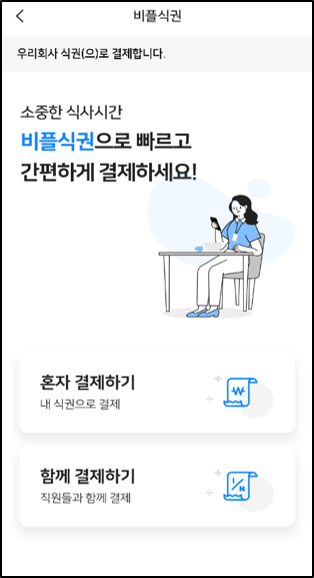 비플식권
우리회사 식권(으)로 결제합니다.
소중한 식사시간
비플식권으로 빠르고
간편하게 결제하세요!
혼자 결제하기
내 식권으로 결제
₩
함께 결제하기
직원들과 함께 결제
1/N